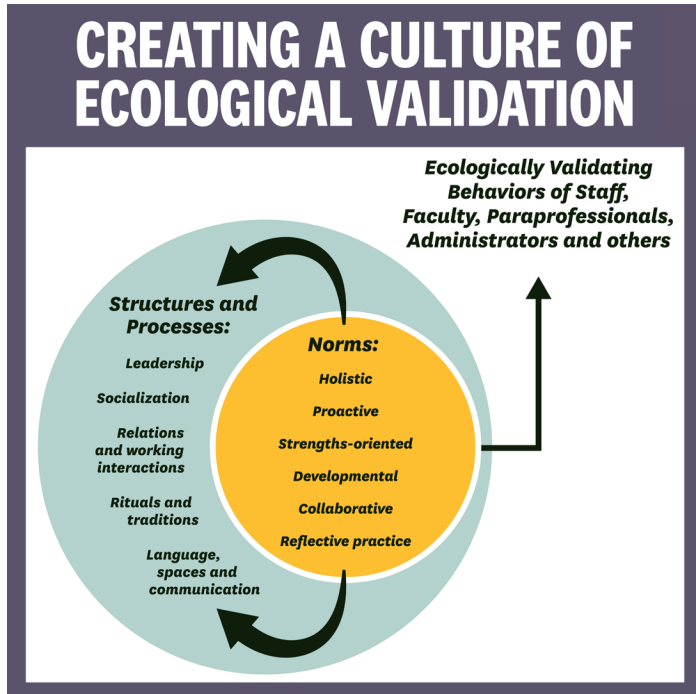 CREATING A CULTURE OF
ECOLOGICAL VALIDATION
Ecologically Validating
Behaviors of Staff,
Faculty, Paraprofessionals,
Administrators and others
Structures and
Processes:
Leadership
Socialization
Relations
and working
interactions
Rituals and
traditions
Language,
spaces and
communication
Norms:
Holistic
Proactive
Strengths-oriented
Developmental
Collaborative
Reflective practice